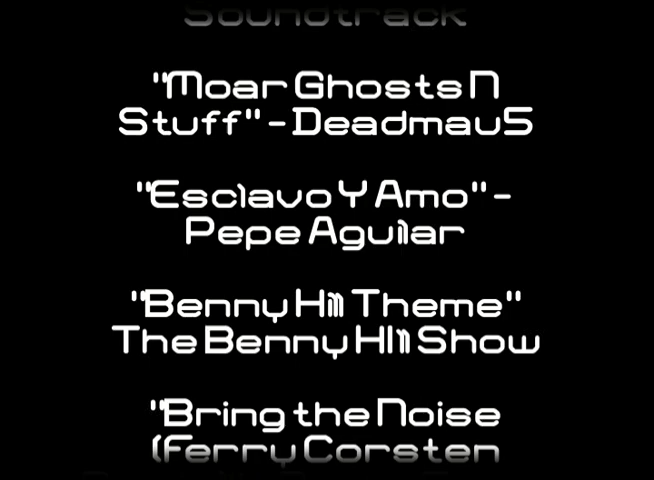 Soundtrack
"Moar Ghosts N
Stuff" - Deadmau5
"Esclavo Y Amo" -
Pepe Aguilar
"Benny Hill Theme"
The Benny Hill Show
"Bring the Noise
(Ferry Corsten